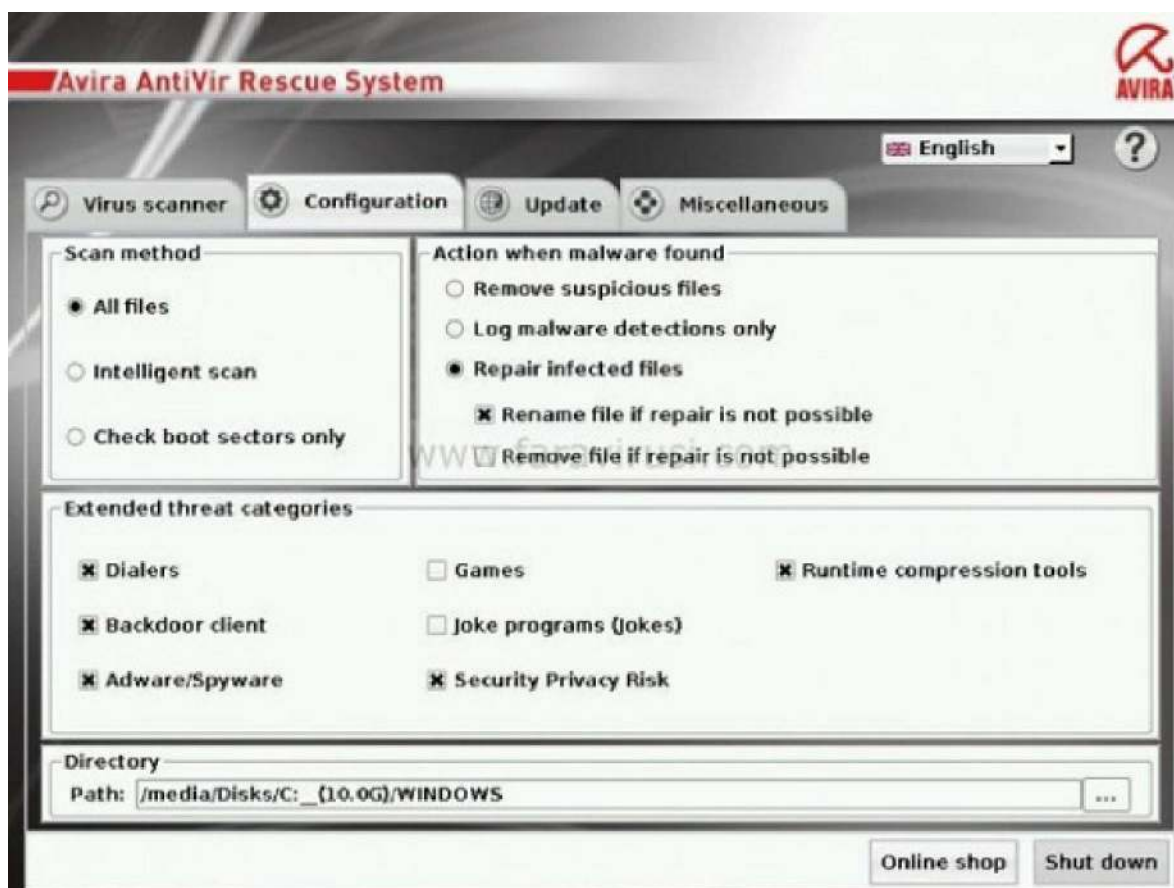 Avira AntiVir Rescue System
AVIRA
English
?
Virus scanner
Configuration
Update
Miscellaneous
Scan method
All files
Intelligent scan
Check boot sectors only
Action when malware found
Remove suspicious files
Log malware detections only
Repair infected files
Rename file if repair is not possible
Remove file if repair is not possible
Extended threat categories
Dialers
Games
Runtime compression tools
Backdoor client
Joke programs (Jokes)
Adware/Spyware
Security Privacy Risk
Directory
Path: /media/Disks/C:_(10.0G)/WINDOWS
...
Online shop
Shut down